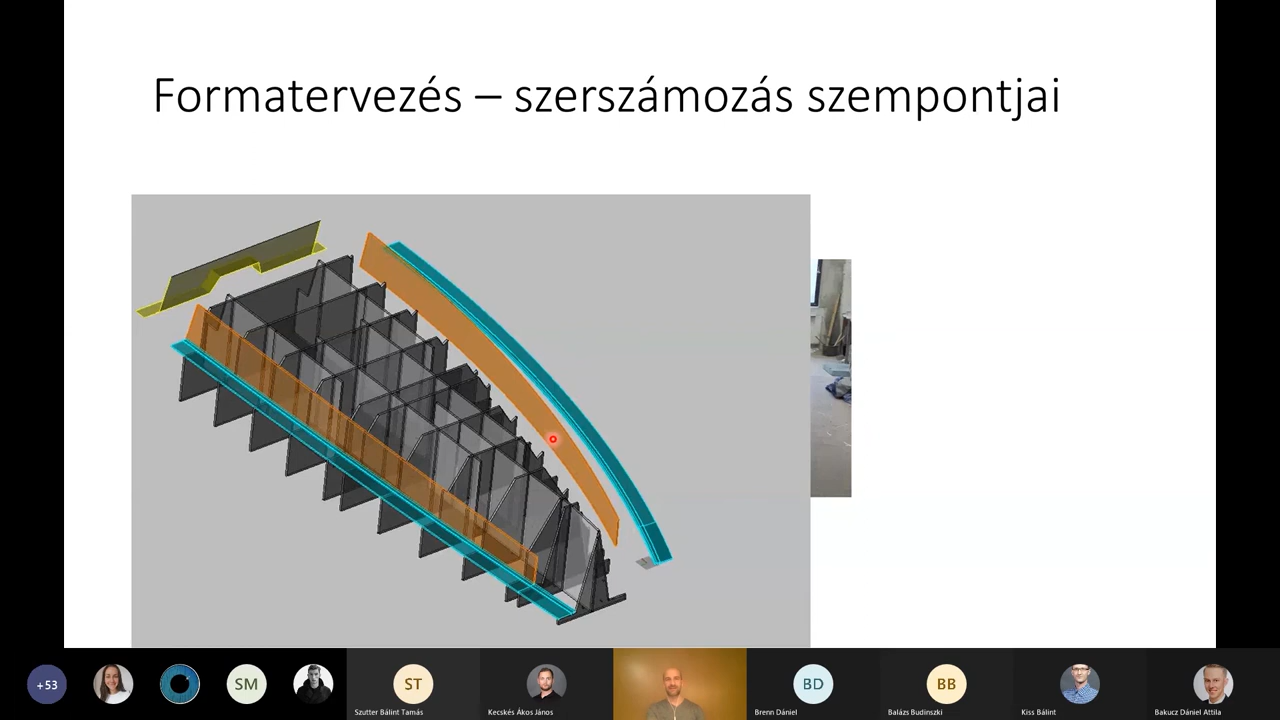 Formatervezés – szerszámozás szempontjai
+53
SM
ST
BD
BB
Szutter Bálint Tamás
Kecskés Ákos János
Brenn Dániel
Balázs Budinszki
Kiss Bálint
Bakucz Dániel Attila